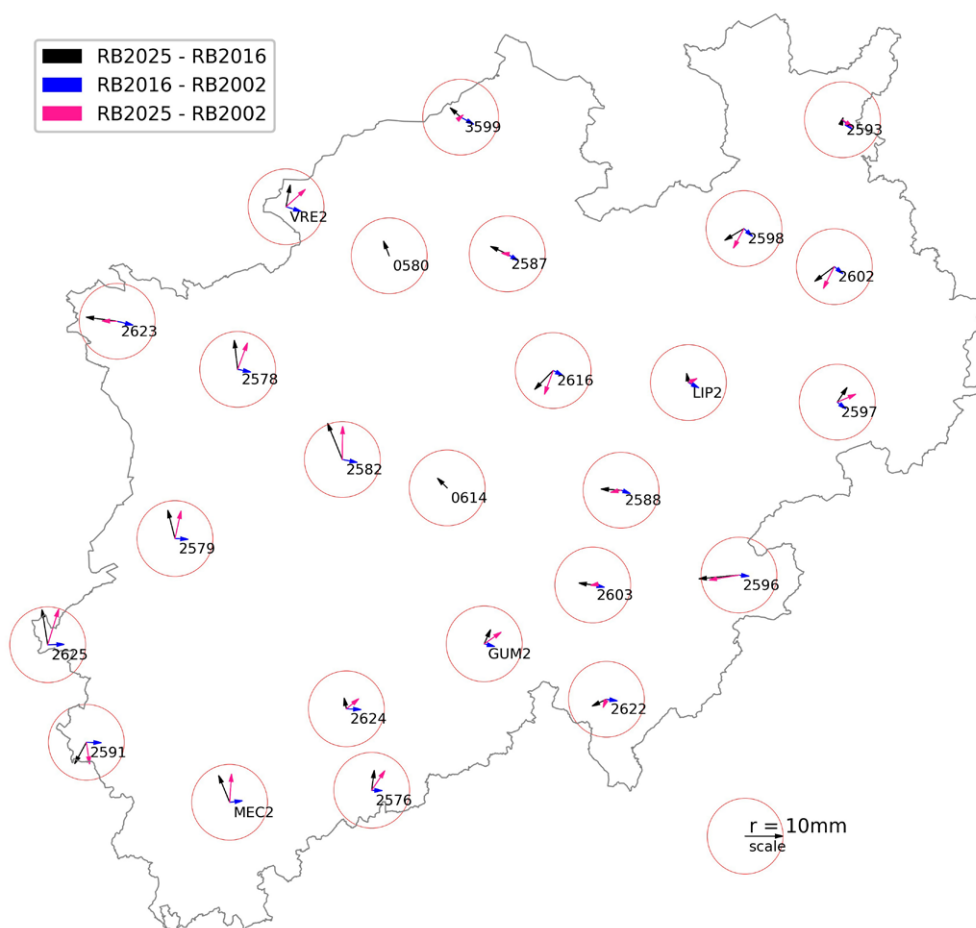 RB2025 - RB2016
RB2016 - RB2002
RB2025 - RB2002
3599
2593
VRE2
2598
0580
2587
2602
2623
2578
2616
LIP2
2597
2582
0614
2588
2579
2596
2603
2625
GUM2
2624
2622
2591
2576
MEC2
r = 10mm
scale